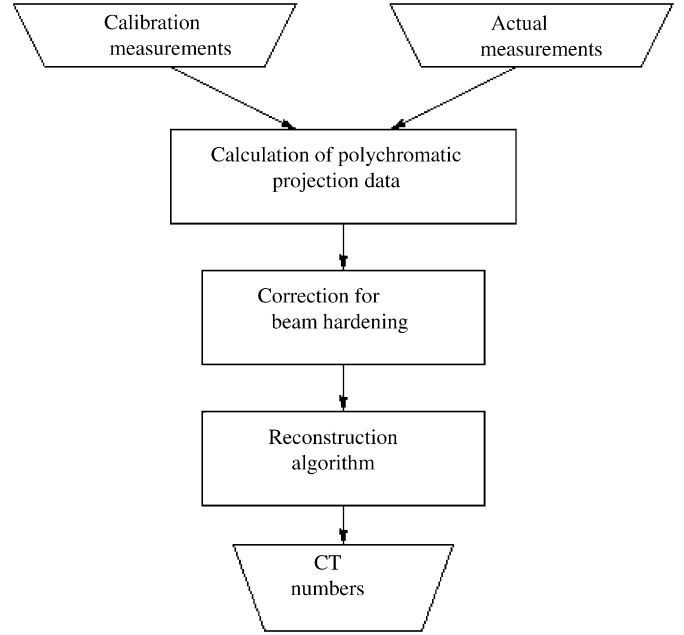 Calibration
measurements
Actual
measurements
Calculation of polychromatic
projection data
Correction for
beam hardening
Reconstruction
algorithm
CT
numbers